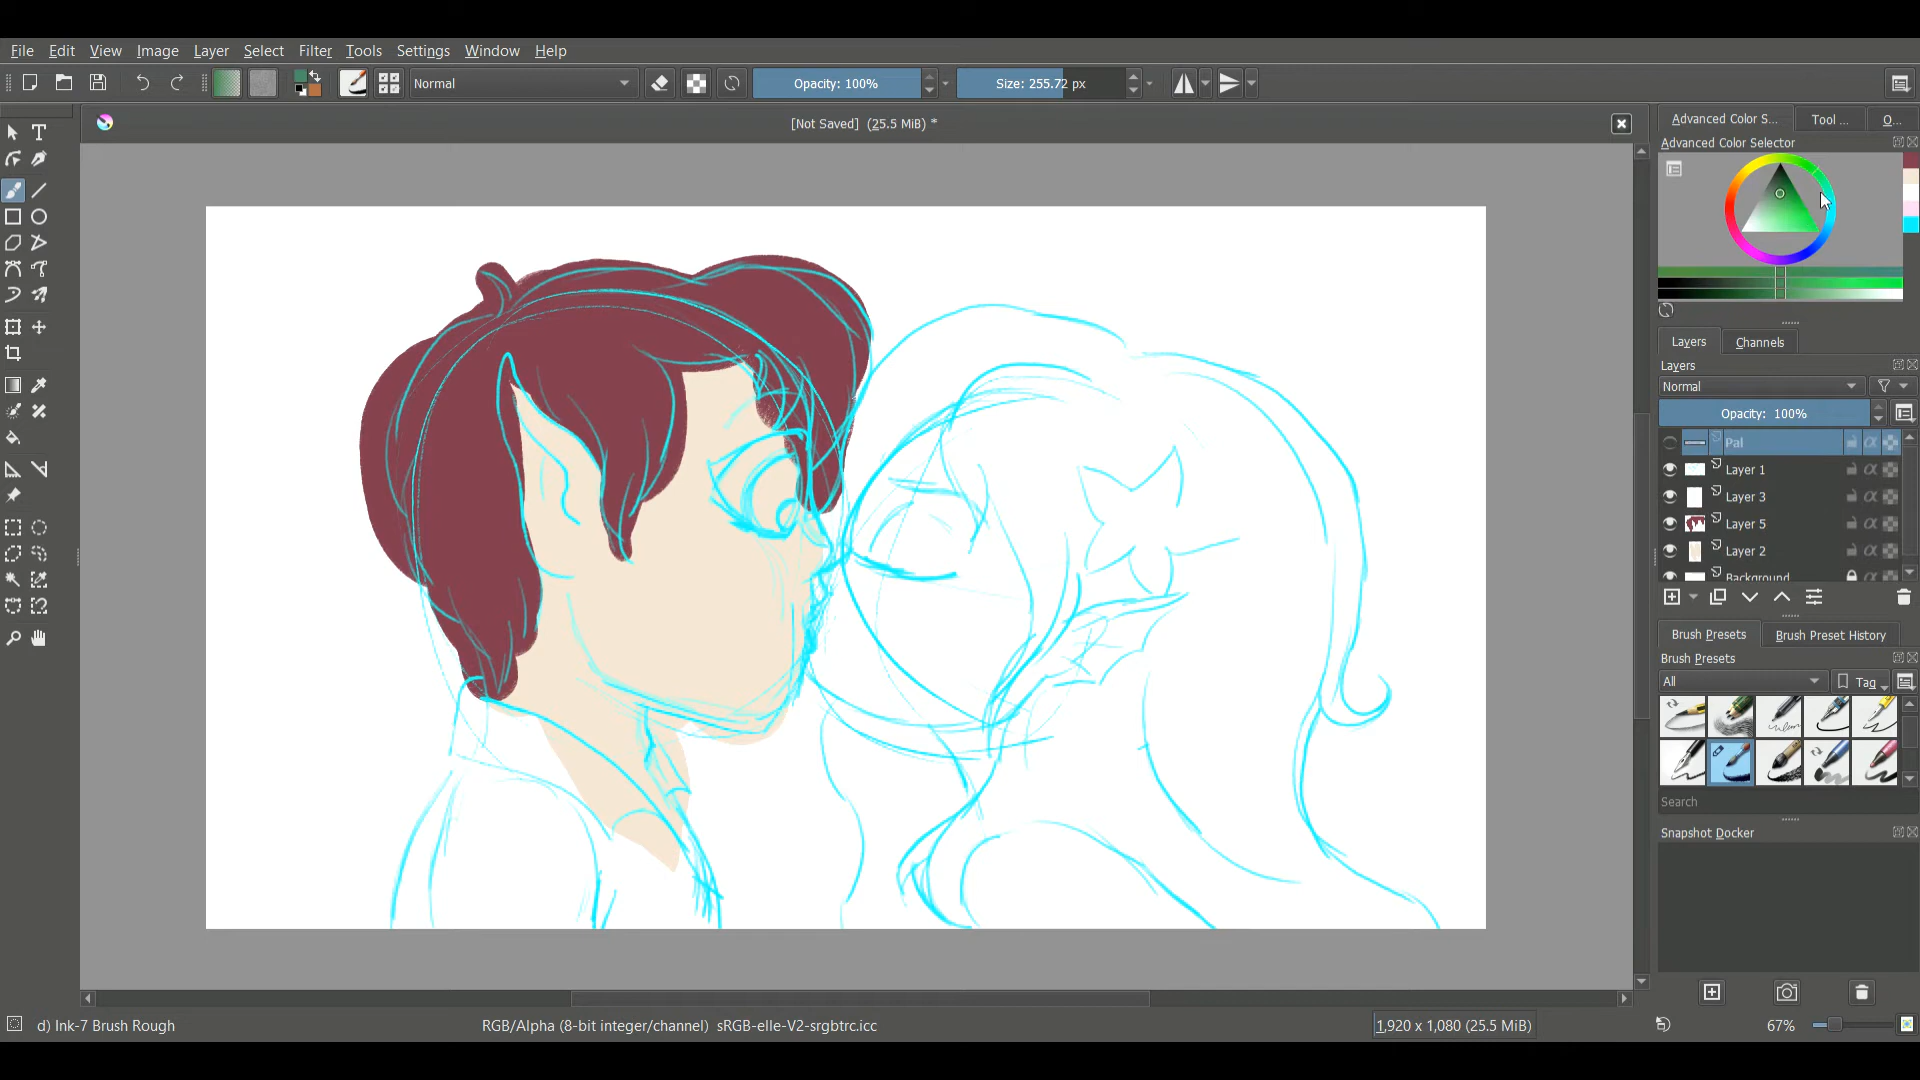 File Edit View Image Layer Select Filter Tools Settings Window Help
Normal Opacity: 100% Size: 255.72 px
[Not Saved] (25.5 MiB) *
Advanced Color S... Tool ... O...
Advanced Color Selector
Layers Channels
Layers
Normal
Opacity: 100%
Pal
Layer 1
Layer 3
Layer 5
Layer 2
Background
Brush Presets Brush Preset History
Brush Presets
All Tag
Search
Snapshot Docker
d) Ink-7 Brush Rough RGB/Alpha (8-bit integer/channel) sRGB-elle-V2-srgbtrc.icc 1,920 x 1,080 (25.5 MiB) 67%